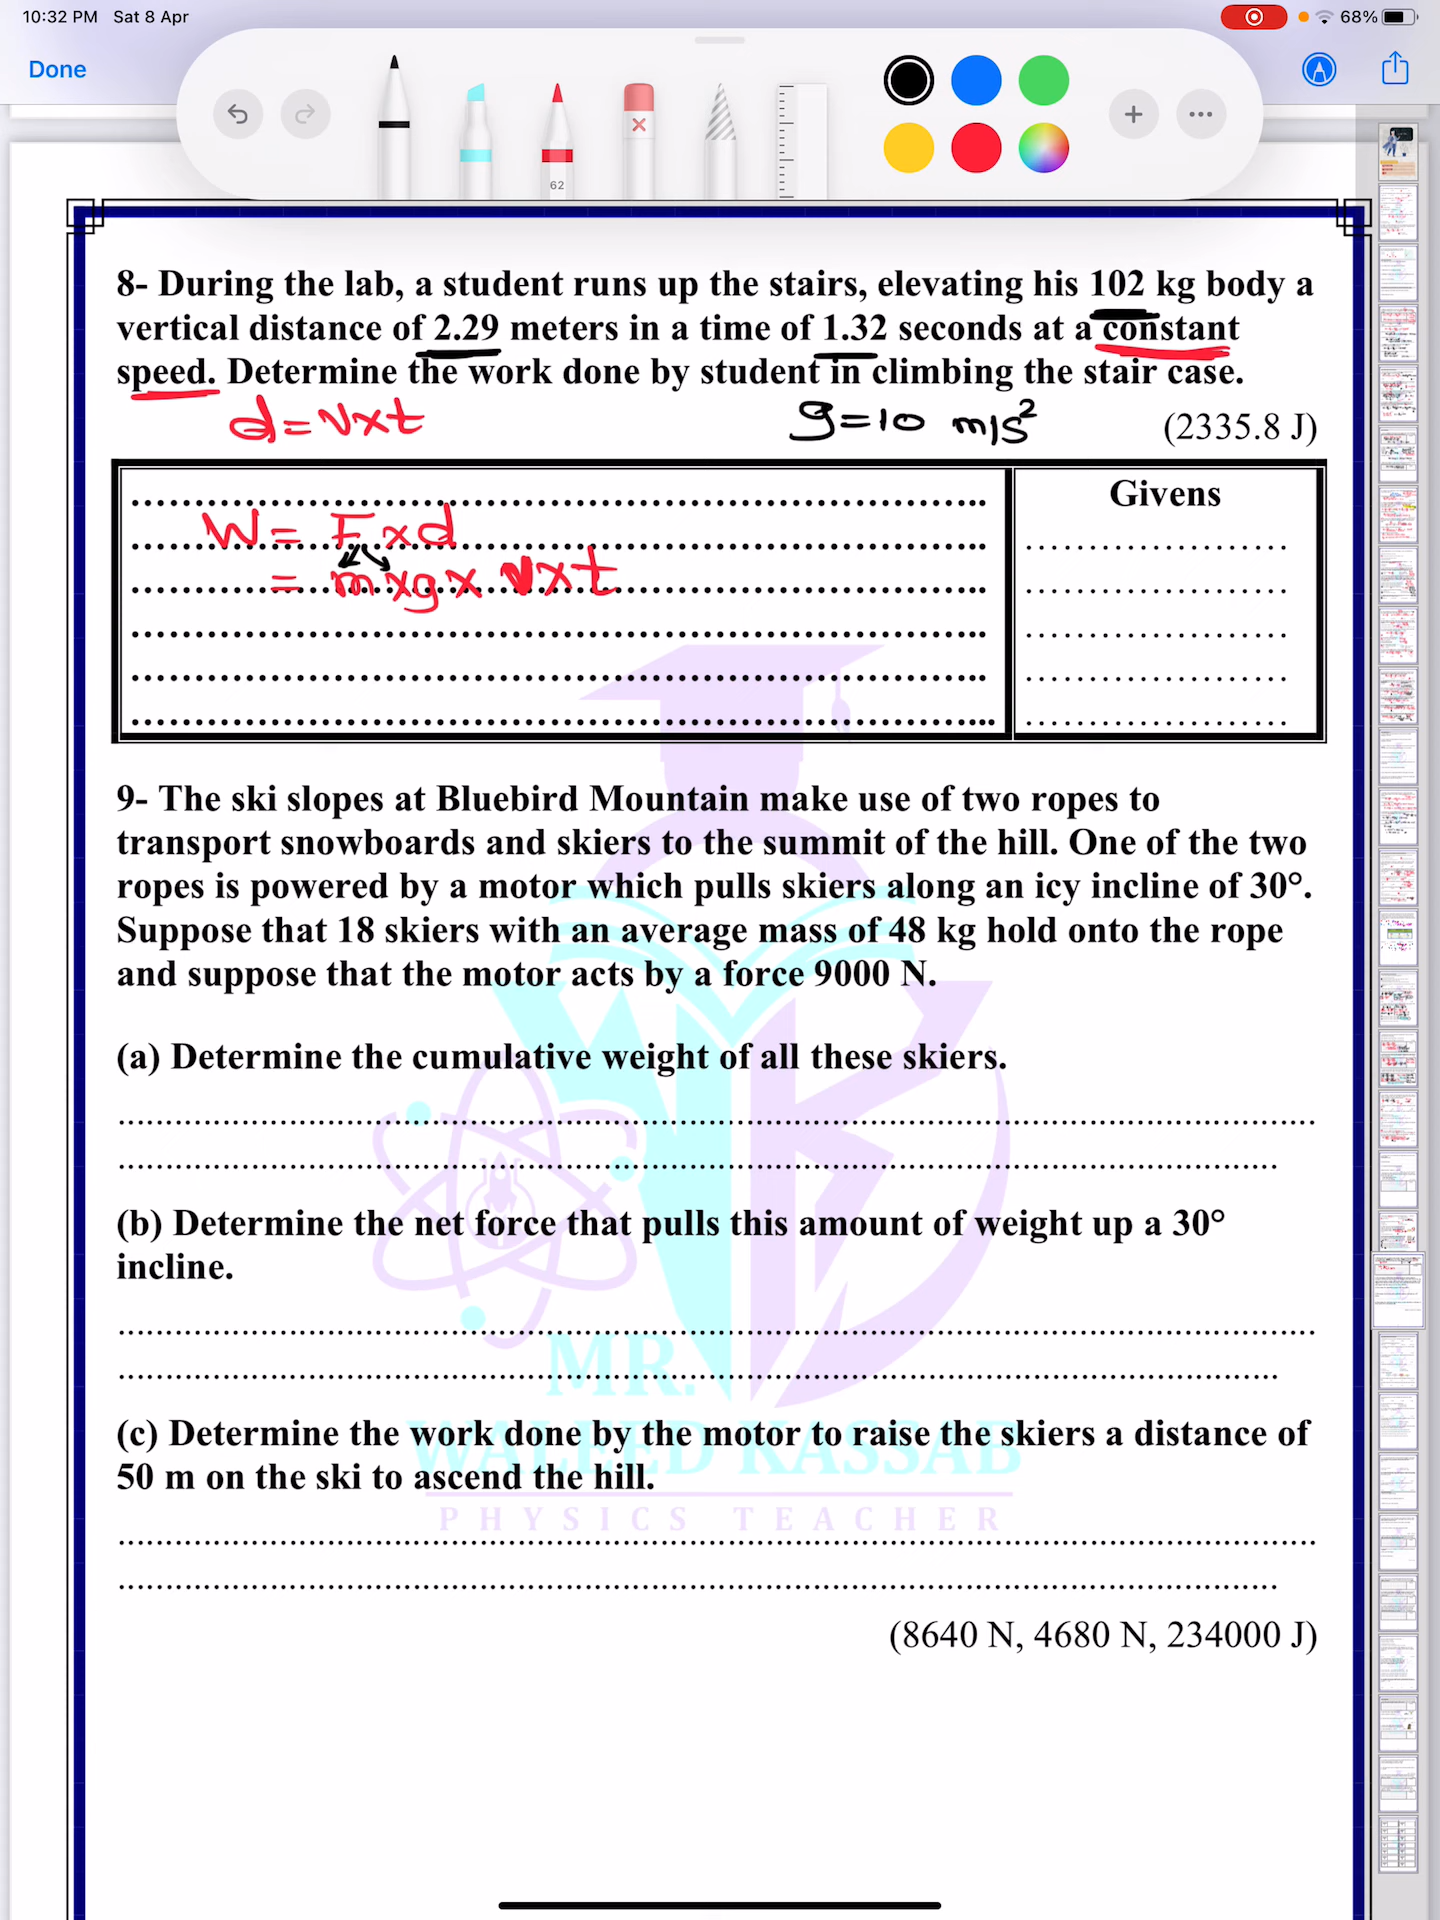 10:32 PM Sat 8 Apr
68%
Done
62
8- During the lab, a student runs up the stairs, elevating his 102 kg body a
vertical distance of 2.29 meters in a time of 1.32 seconds at a constant
speed. Determine the work done by student in climbing the stair case.
d = v x t g = 10 m/s² (2335.8 J)
Givens
W = F x d
= m x g x v x t
9- The ski slopes at Bluebird Mountain make use of two ropes to
transport snowboards and skiers to the summit of the hill. One of the two
ropes is powered by a motor which pulls skiers along an icy incline of 30°.
Suppose that 18 skiers with an average mass of 48 kg hold onto the rope
and suppose that the motor acts by a force 9000 N.
(a) Determine the cumulative weight of all these skiers.
(b) Determine the net force that pulls this amount of weight up a 30°
incline.
MR.
(c) Determine the work done by the motor to raise the skiers a distance of
WALEED KASSAB
50 m on the ski to ascend the hill.
PHYSICS TEACHER
(8640 N, 4680 N, 234000 J)